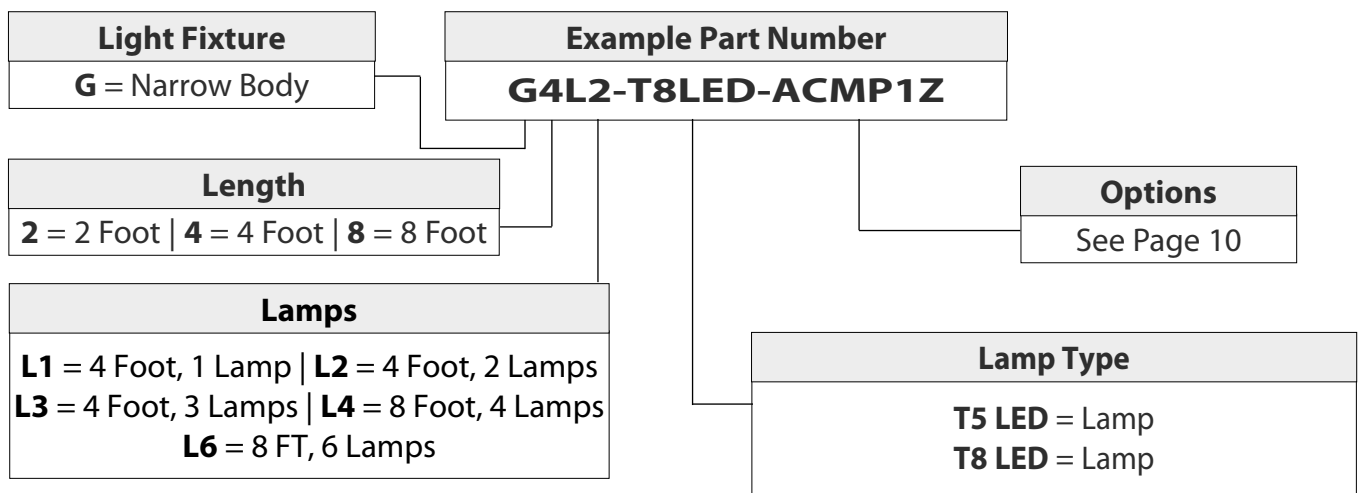 Light Fixture
G = Narrow Body
Example Part Number
G4L2-T8LED-ACMP1Z
Length
2 = 2 Foot | 4 = 4 Foot | 8 = 8 Foot
Options
See Page 10
Lamps
L1 = 4 Foot, 1 Lamp | L2 = 4 Foot, 2 Lamps
L3 = 4 Foot, 3 Lamps | L4 = 8 Foot, 4 Lamps
L6 = 8 FT, 6 Lamps
Lamp Type
T5 LED = Lamp
T8 LED = Lamp